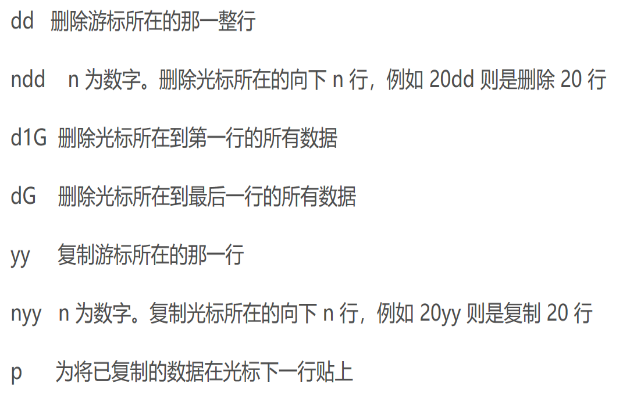 dd 删除游标所在的那一整行
ndd n 为数字。删除光标所在的向下 n 行，例如 20dd 则是删除 20 行
d1G 删除光标所在到第一行的所有数据
dG 删除光标所在到最后一行的所有数据
yy 复制游标所在的那一行
nyy n 为数字。复制光标所在的向下 n 行，例如 20yy 则是复制 20 行
p 为将已复制的数据在光标下一行贴上